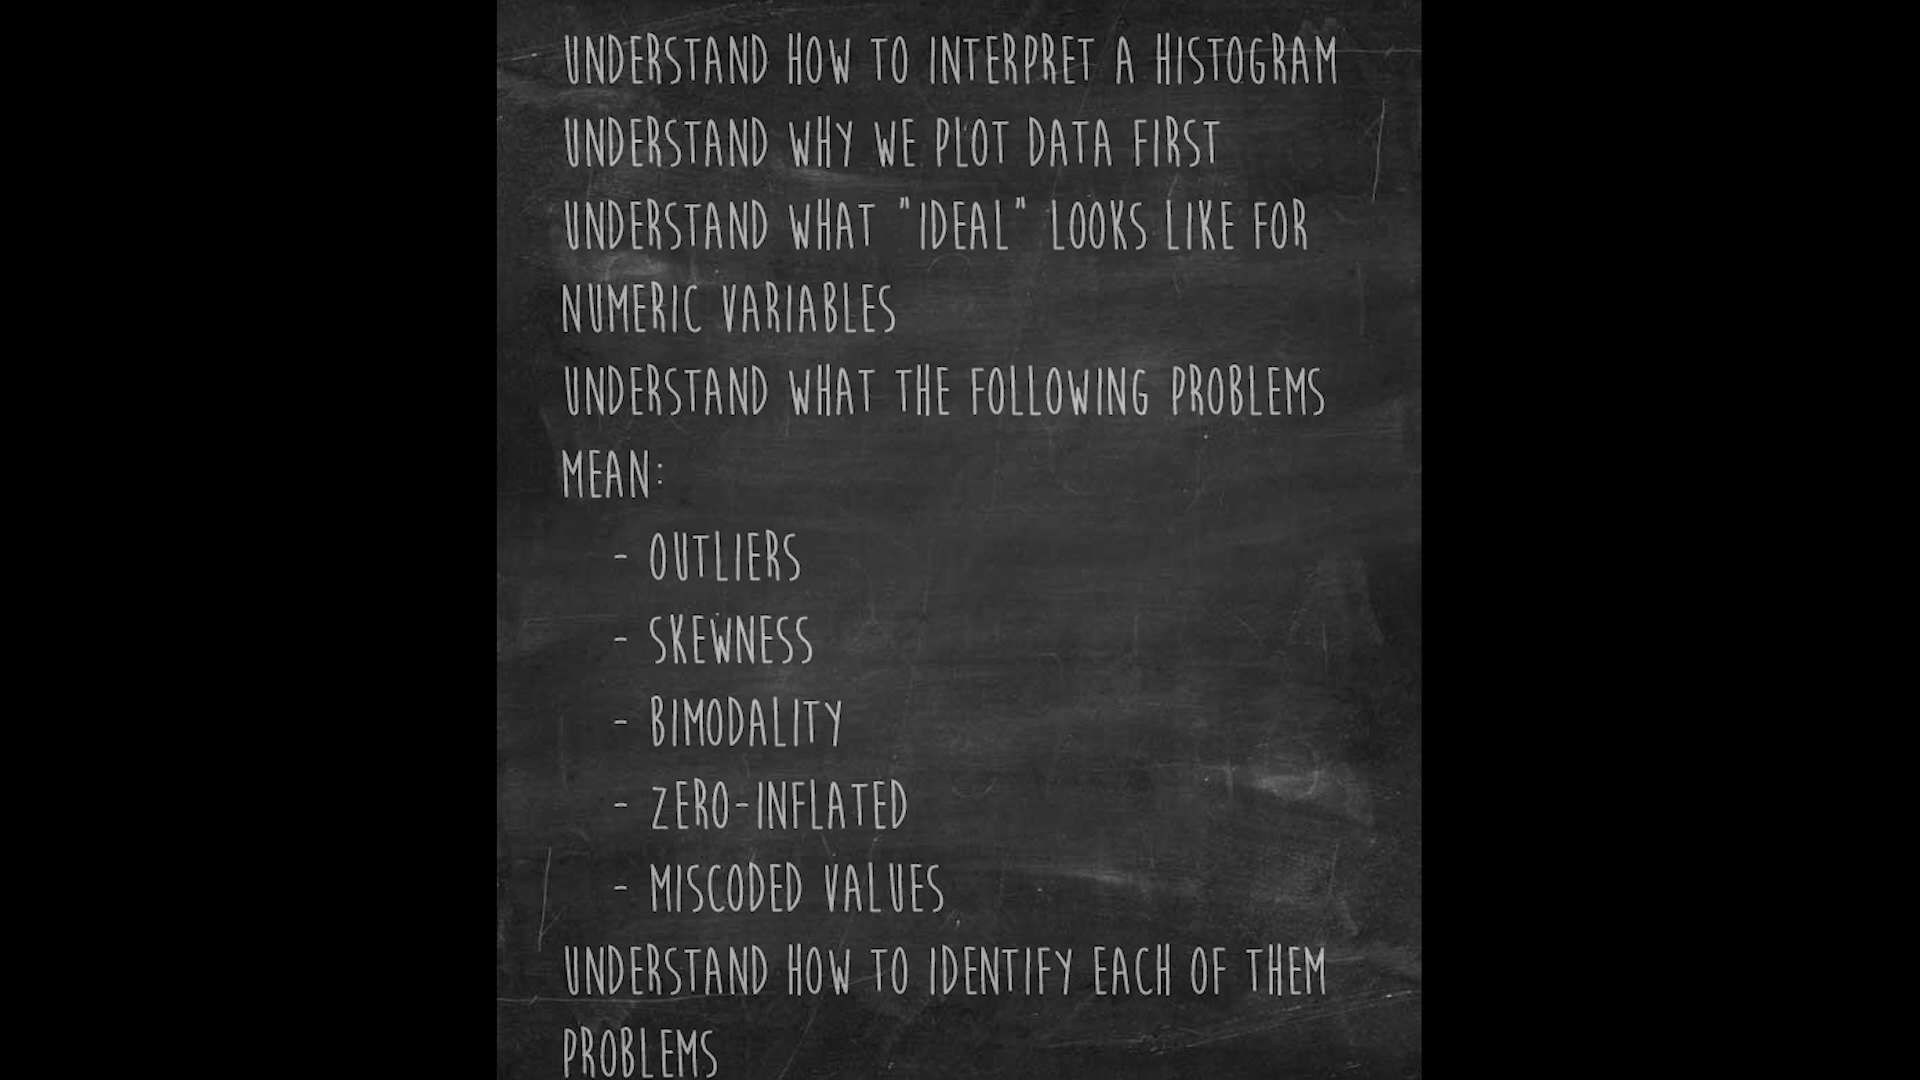 UNDERSTAND HOW TO INTERPRET A HISTOGRAM
UNDERSTAND WHY WE PLOT DATA FIRST
UNDERSTAND WHAT "IDEAL" LOOKS LIKE FOR
NUMERIC VARIABLES
UNDERSTAND WHAT THE FOLLOWING PROBLEMS
MEAN:
- OUTLIERS
- SKEWNESS
- BIMODALITY
- ZERO-INFLATED
- MISCODED VALUES
UNDERSTAND HOW TO IDENTIFY EACH OF THEM
PROBLEMS